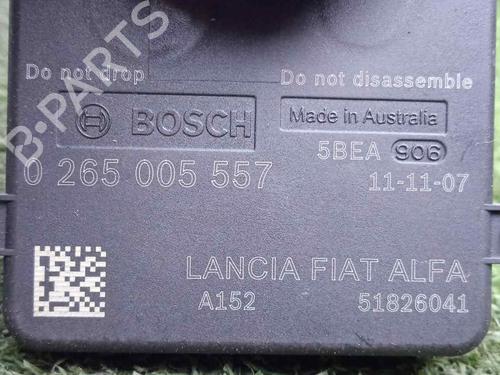 Do not drop
Do not disassemble
BOSCH
Made in Australia
0 265 005 557
5BEA 906
11-11-07
LANCIA FIAT ALFA
A152
51826041
B-PARTS